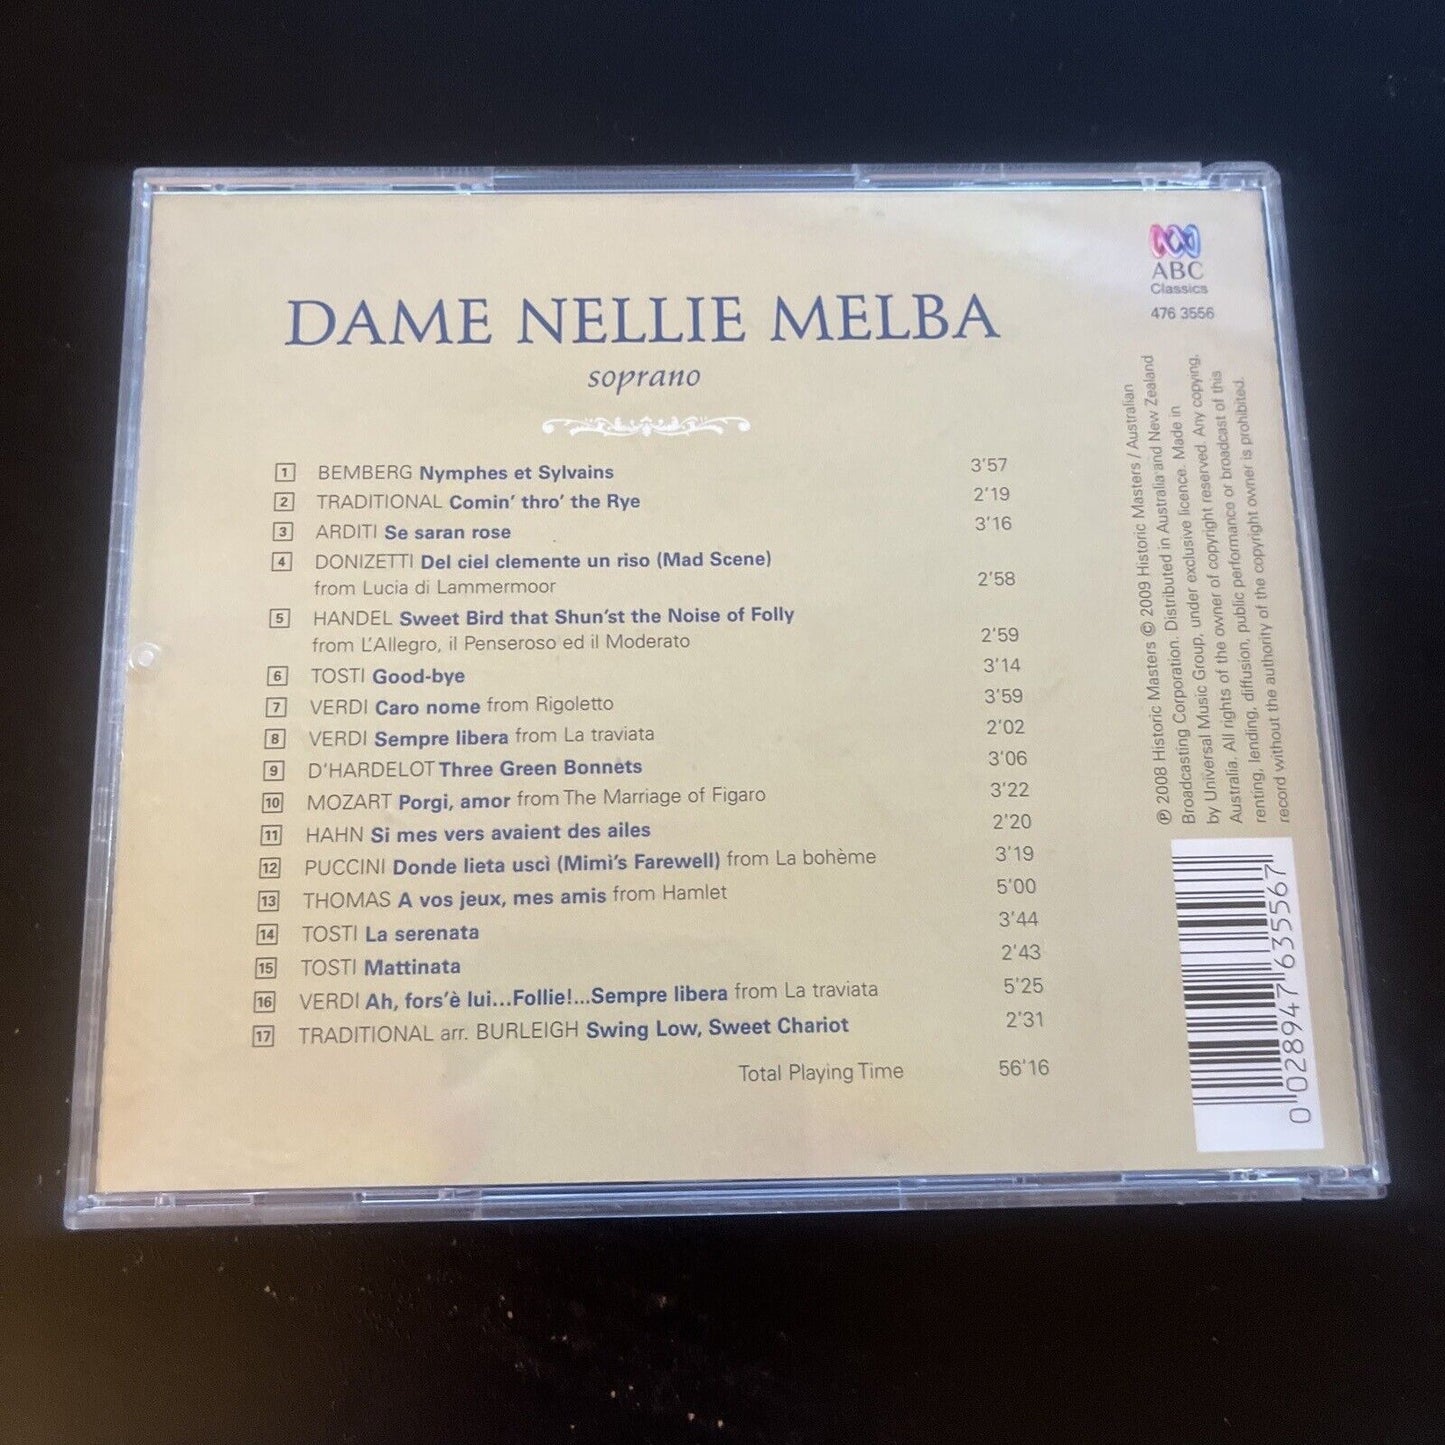 DAME NELLIE MELBA
soprano
1 BEMBERG Nymphes et Sylvains 3'57
2 TRADITIONAL Comin' thro' the Rye 2'19
3 ARDITI Se saran rose 3'16
4 DONIZETTI Del ciel clemente un riso (Mad Scene)
from Lucia di Lammermoor 2'58
5 HANDEL Sweet Bird that Shun'st the Noise of Folly
from L'Allegro, il Penseroso ed il Moderato 2'59
6 TOSTI Good-bye 3'14
7 VERDI Caro nome from Rigoletto 3'59
8 VERDI Sempre libera from La traviata 2'02
9 D'HARDELOT Three Green Bonnets 3'06
10 MOZART Porgi, amor from The Marriage of Figaro 3'22
11 HAHN Si mes vers avaient des ailes 2'20
12 PUCCINI Donde lieta uscì (Mimì's Farewell) from La bohème 3'19
13 THOMAS A vos jeux, mes amis from Hamlet 5'00
14 TOSTI La serenata 3'44
15 TOSTI Mattinata 2'43
16 VERDI Ah, fors'è lui...Follie!...Sempre libera from La traviata 5'25
17 TRADITIONAL arr. BURLEIGH Swing Low, Sweet Chariot 2'31
Total Playing Time 56'16
ABC
Classics
476 3556
℗ 2008 Historic Masters © 2009 Historic Masters / Australian
Broadcasting Corporation. Distributed in Australia and New Zealand
by Universal Music Group, under exclusive licence. Made in
Australia. All rights of the owner of copyright reserved. Any copying,
renting, lending, diffusion, public performance or broadcast of this
record without the authority of the copyright owner is prohibited.
0 028947 635567